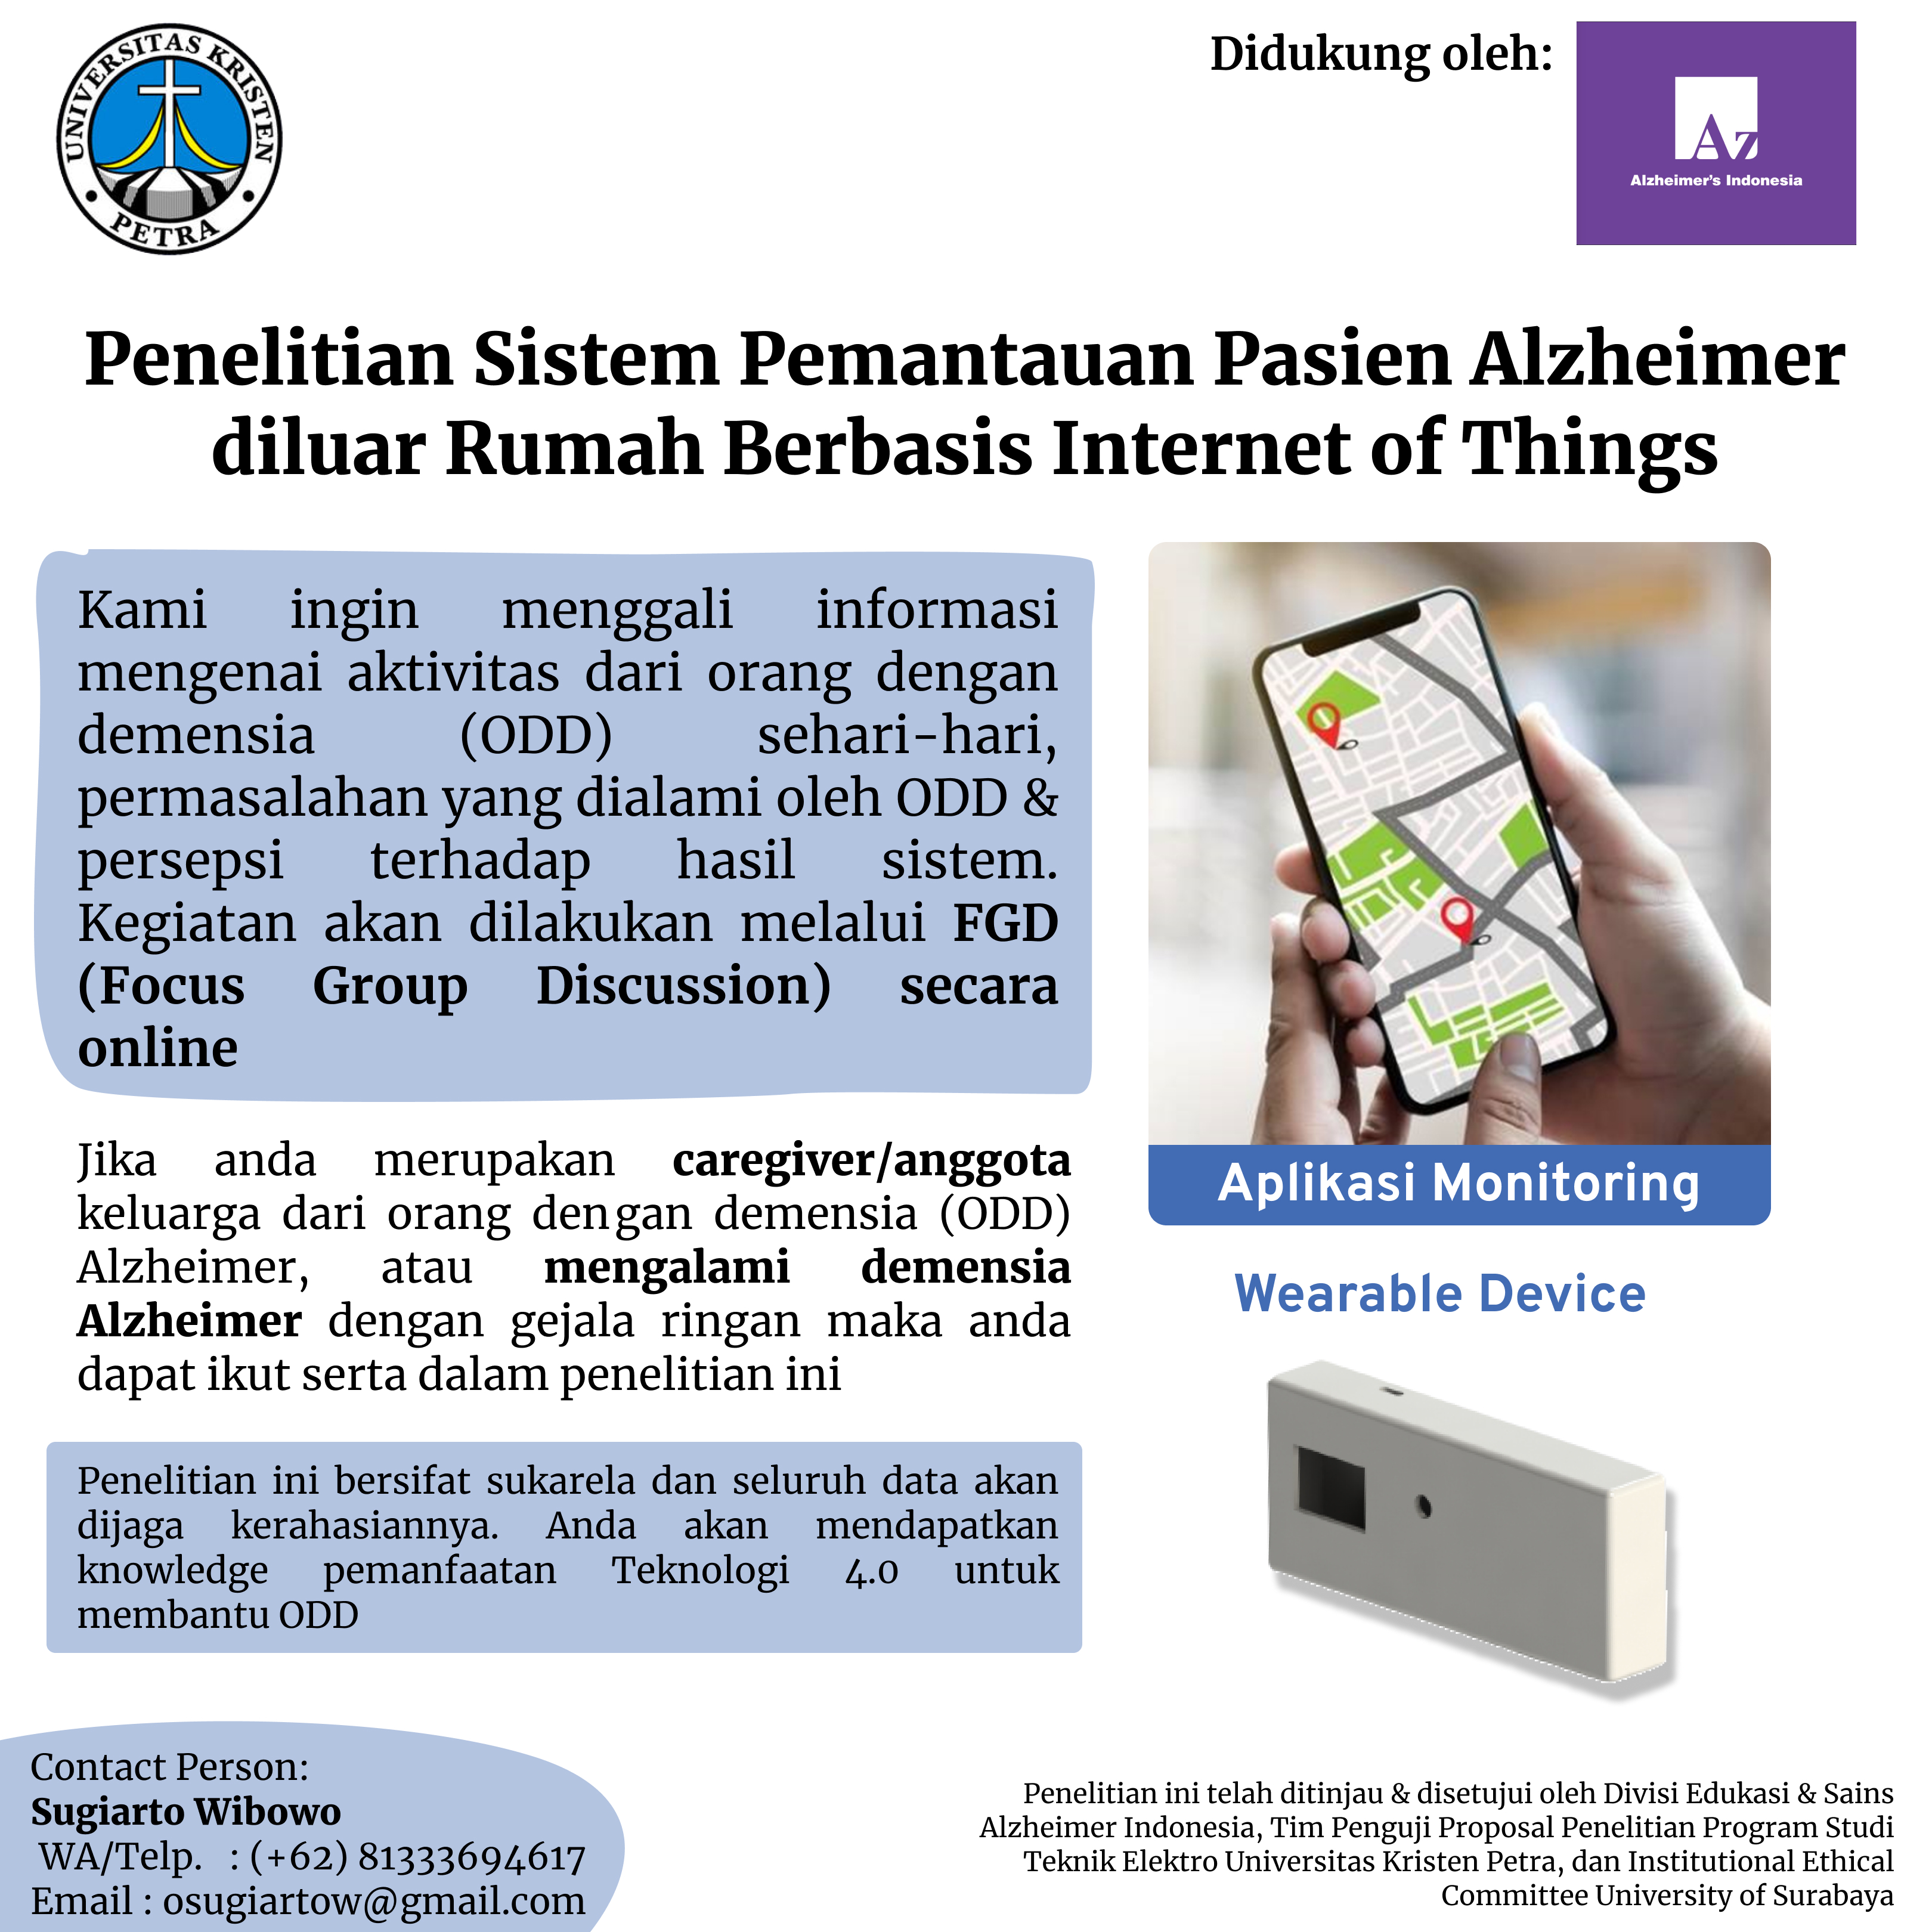 UNIVERSITAS KRISTEN
PETRA
Didukung oleh:
Az
Alzheimer's Indonesia
Penelitian Sistem Pemantauan Pasien Alzheimer
diluar Rumah Berbasis Internet of Things
Kami ingin menggali informasi
mengenai aktivitas dari orang dengan
demensia (ODD) sehari-hari,
permasalahan yang dialami oleh ODD &
persepsi terhadap hasil sistem.
Kegiatan akan dilakukan melalui FGD
(Focus Group Discussion) secara
online
Jika anda merupakan caregiver/anggota
keluarga dari orang dengan demensia (ODD)
Alzheimer, atau mengalami demensia
Alzheimer dengan gejala ringan maka anda
dapat ikut serta dalam penelitian ini
Penelitian ini bersifat sukarela dan seluruh data akan
dijaga kerahasiannya. Anda akan mendapatkan
knowledge pemanfaatan Teknologi 4.0 untuk
membantu ODD
Aplikasi Monitoring
Wearable Device
Contact Person:
Sugiarto Wibowo
WA/Telp. : (+62) 81333694617
Email : osugiartow@gmail.com
Penelitian ini telah ditinjau & disetujui oleh Divisi Edukasi & Sains
Alzheimer Indonesia, Tim Penguji Proposal Penelitian Program Studi
Teknik Elektro Universitas Kristen Petra, dan Institutional Ethical
Committee University of Surabaya